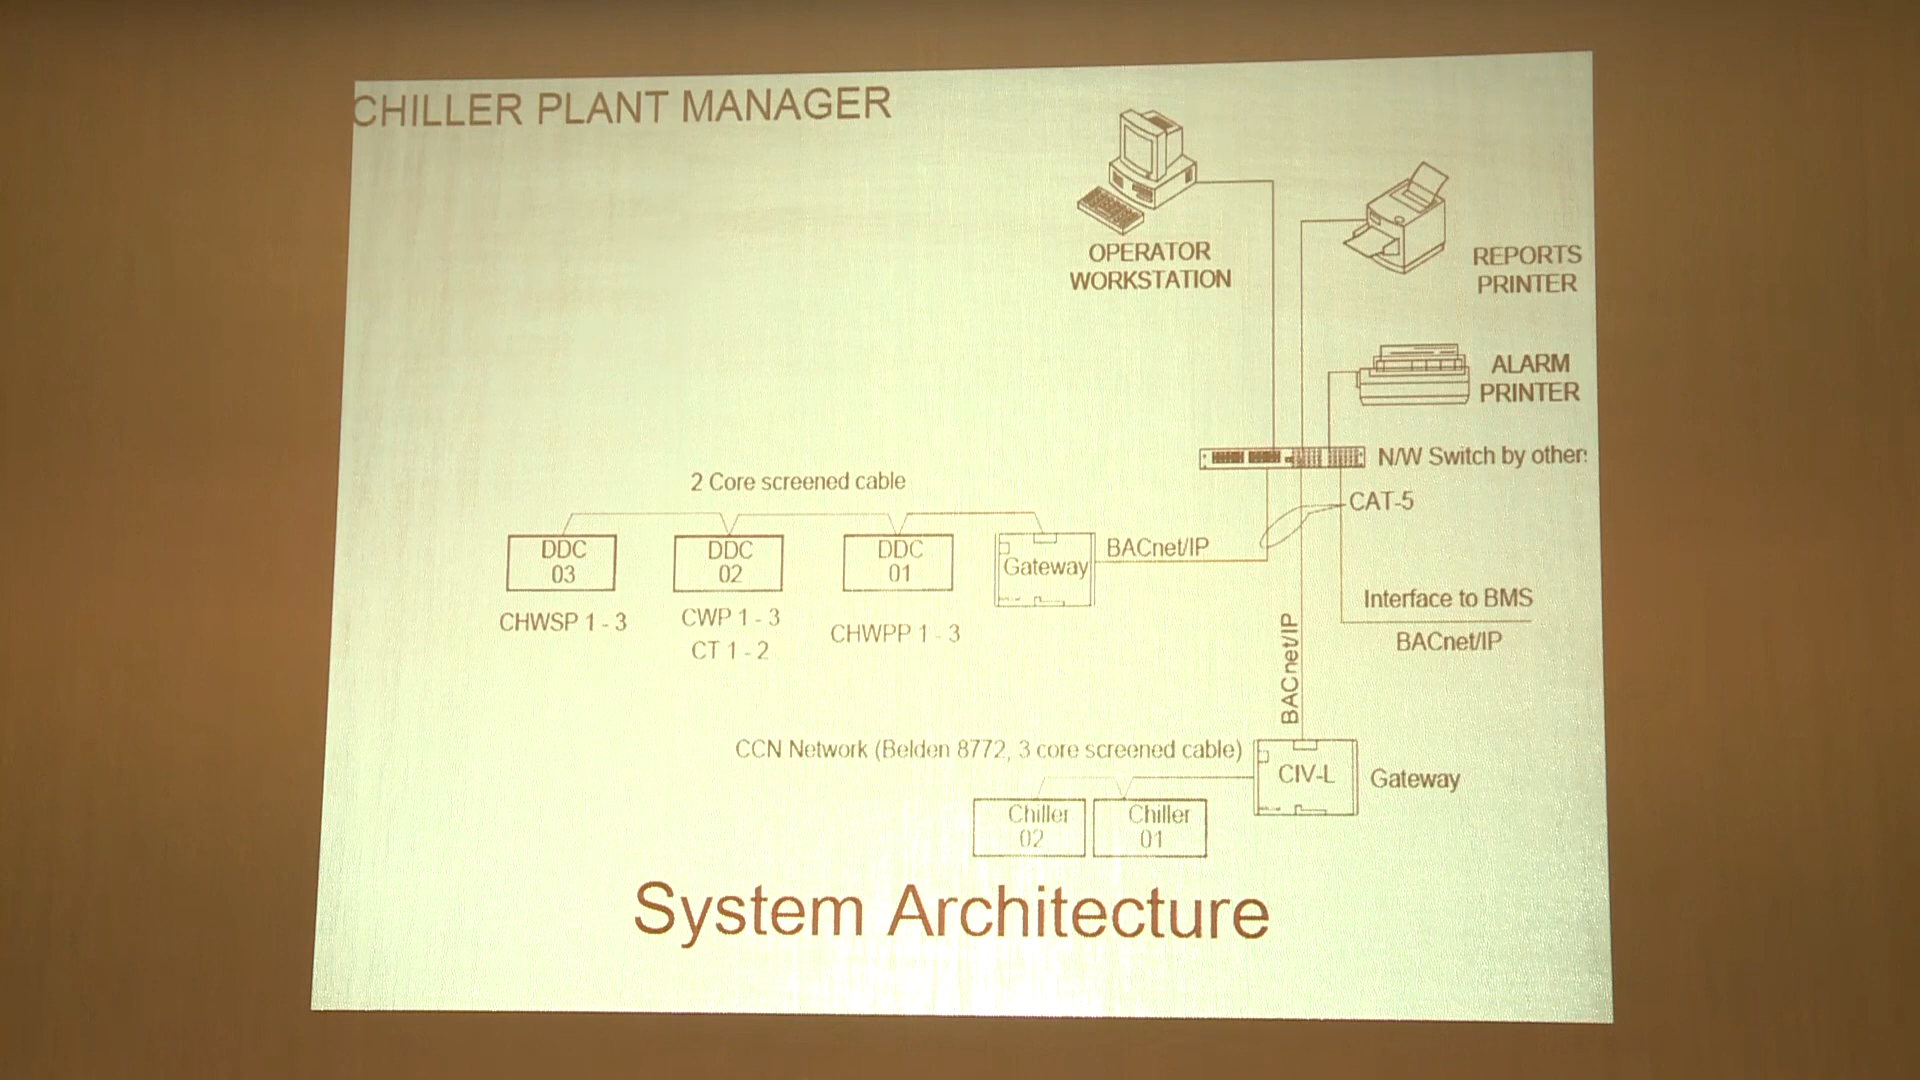 CHILLER PLANT MANAGER
OPERATOR
WORKSTATION
REPORTS
PRINTER
ALARM
PRINTER
N/W Switch by other:
CAT-5
2 Core screened cable
DDC
03
DDC
02
DDC
01
Gateway
BACnet/IP
CHWSP 1 - 3
CWP 1 - 3
CT 1 - 2
CHWPP 1 - 3
Interface to BMS
BACnet/IP
BACnet/IP
CCN Network (Belden 8772, 3 core screened cable)
CIV-L
Gateway
Chiller
02
Chiller
01
System Architecture